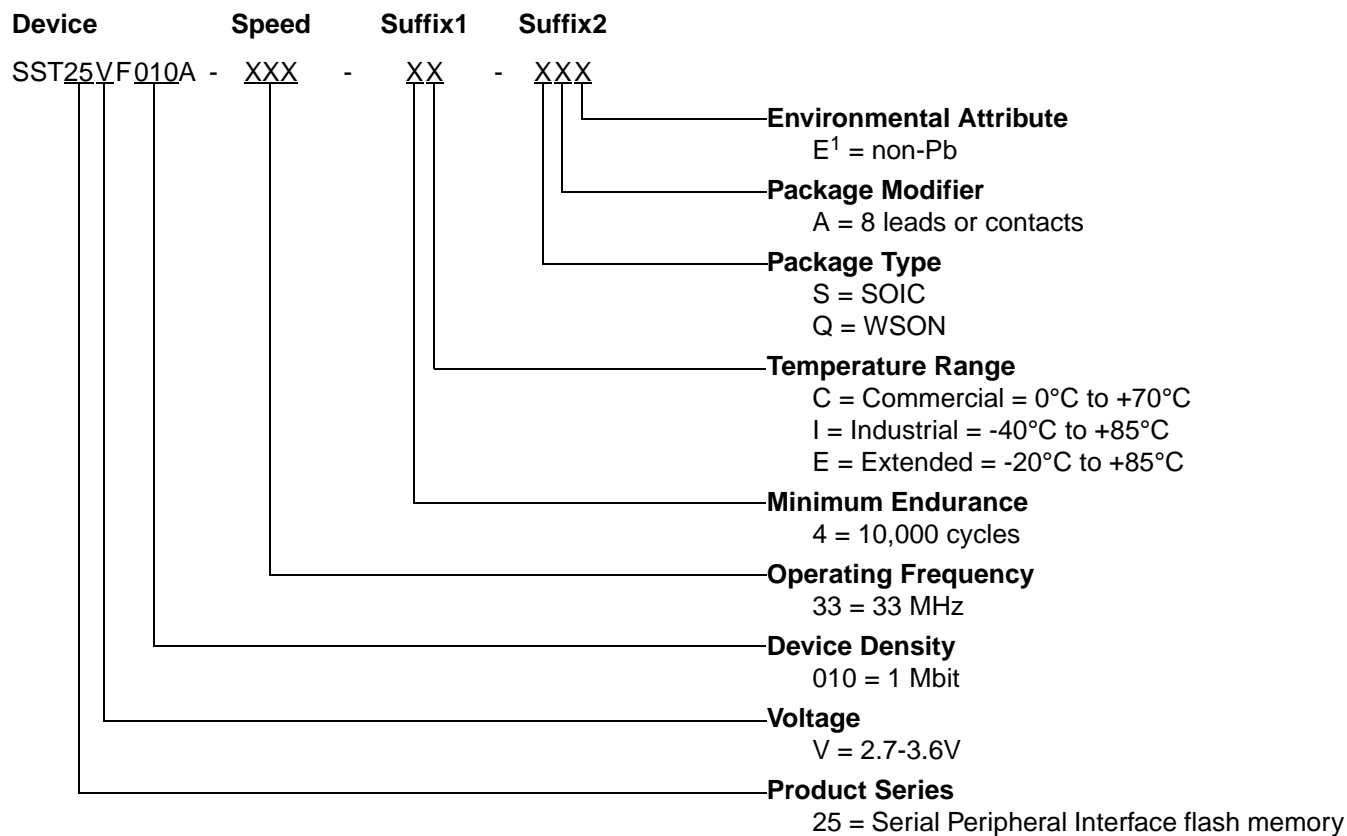 Device Speed Suffix1 Suffix2
SST25VF010A - XXX - XX - XXX
Environmental Attribute
E1 = non-Pb
Package Modifier
A = 8 leads or contacts
Package Type
S = SOIC
Q = WSON
Temperature Range
C = Commercial = 0°C to +70°C
I = Industrial = -40°C to +85°C
E = Extended = -20°C to +85°C
Minimum Endurance
4 = 10,000 cycles
Operating Frequency
33 = 33 MHz
Device Density
010 = 1 Mbit
Voltage
V = 2.7-3.6V
Product Series
25 = Serial Peripheral Interface flash memory